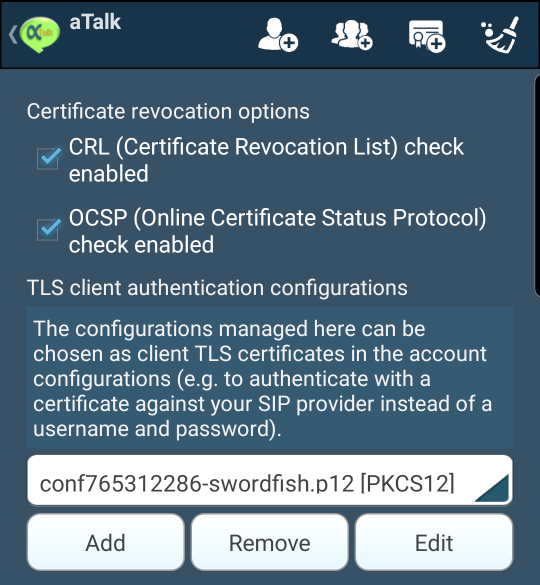 aTalk
Certificate revocation options
CRL (Certificate Revocation List) check
enabled
OCSP (Online Certificate Status Protocol)
check enabled
TLS client authentication configurations
The configurations managed here can be
chosen as client TLS certificates in the account
configurations (e.g. to authenticate with a
certificate against your SIP provider instead of a
username and password).
conf765312286-swordfish.p12 [PKCS12]
Add Remove Edit